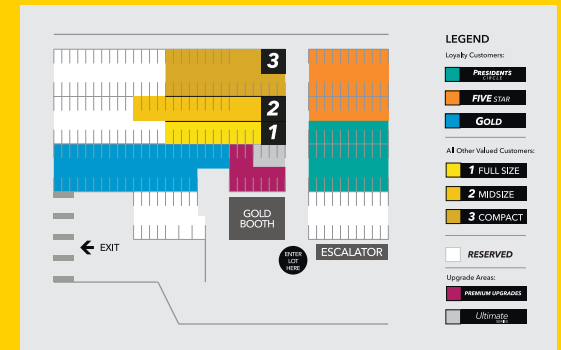 3
2
1
GOLD
BOOTH
EXIT
ENTER
LOT
HERE
ESCALATOR
LEGEND
Loyalty Customers:
PRESIDENTS
CIRCLE
FIVE STAR
GOLD
All Other Valued Customers:
1 FULL SIZE
2 MIDSIZE
3 COMPACT
RESERVED
Upgrade Areas:
PREMIUM UPGRADES
Ultimate
SERIES